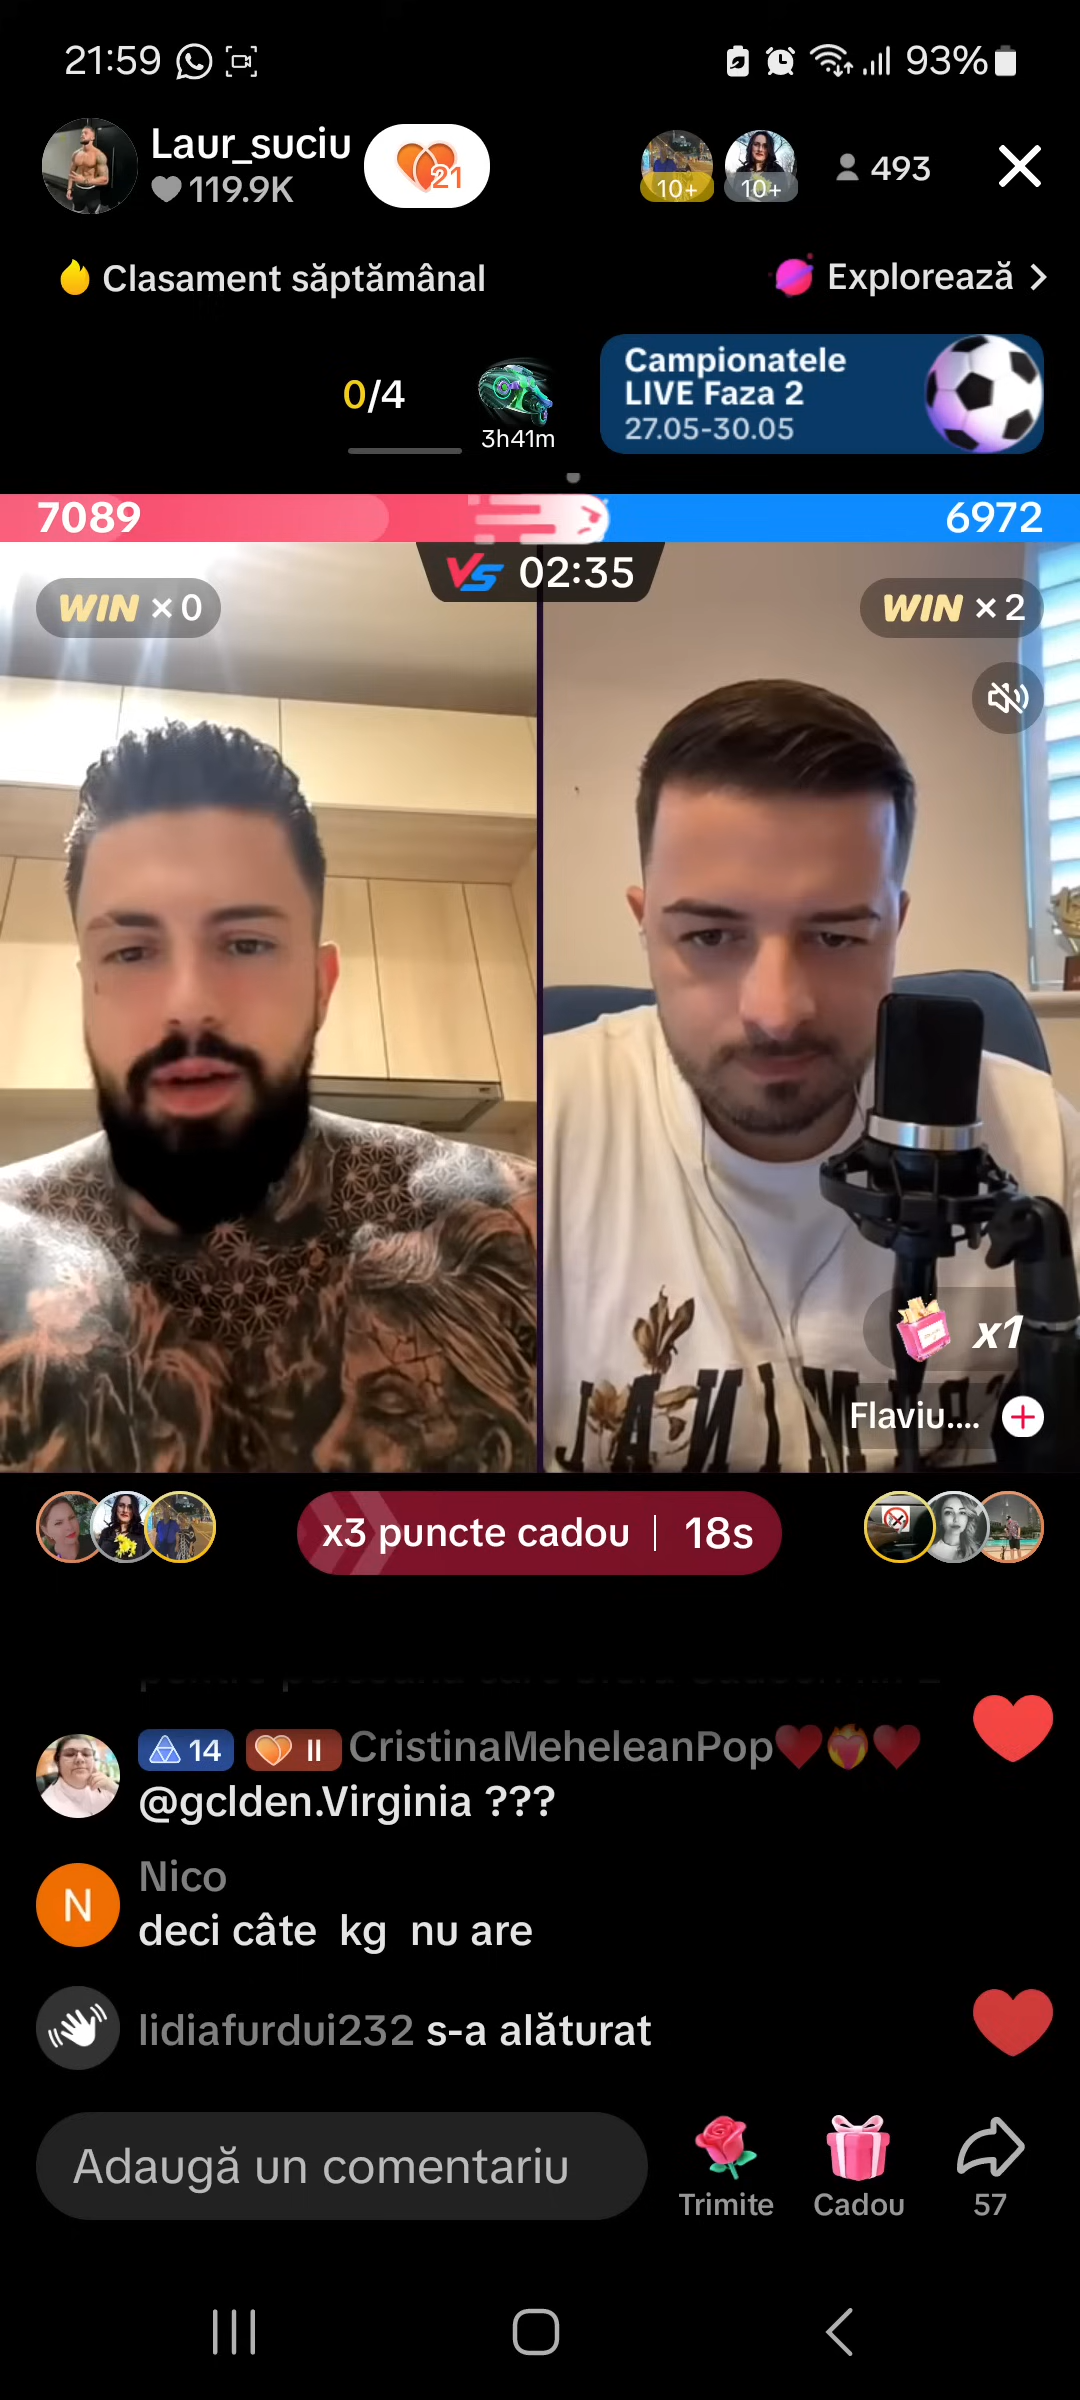 21:59
93%
Laur_suciu
119.9K
21
10+
10+
493
Clasament săptămânal
Explorează
0/4
3h41m
Campionatele
LIVE Faza 2
27.05-30.05
7089
6972
VS 02:35
WIN × 0
WIN × 2
x1
Flaviu....
x3 puncte cadou | 18s
14 II CristinaMeheleanPop
@gclden.Virginia ???
N
Nico
deci câte kg nu are
lidiafurdui232 s-a alăturat
Adaugă un comentariu
Trimite
Cadou
57